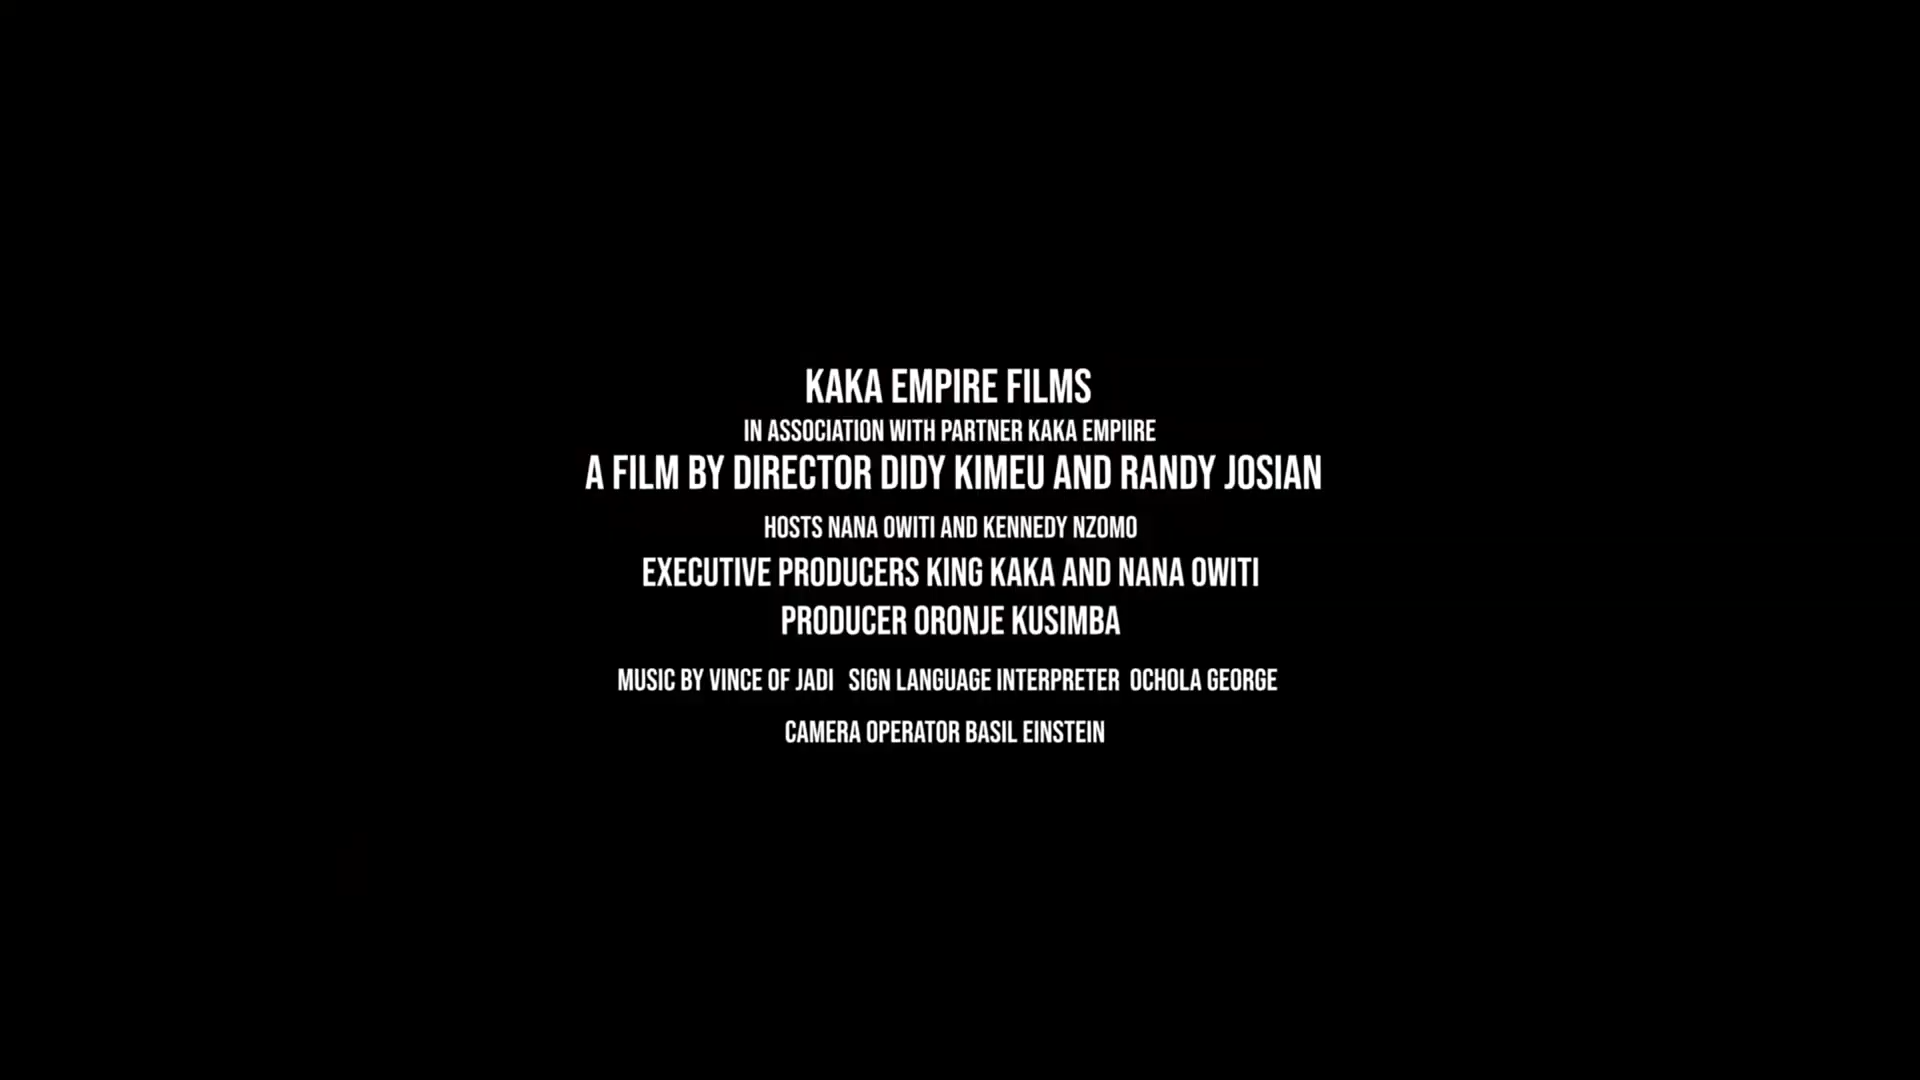 KAKA EMPIRE FILMS
IN ASSOCIATION WITH PARTNER KAKA EMPIIRE
A FILM BY DIRECTOR DIDY KIMEU AND RANDY JOSIAN
HOSTS NANA OWITI AND KENNEDY NZOMO
EXECUTIVE PRODUCERS KING KAKA AND NANA OWITI
PRODUCER ORONJE KUSIMBA
MUSIC BY VINCE OF JADI SIGN LANGUAGE INTERPRETER OCHOLA GEORGE
CAMERA OPERATOR BASIL EINSTEIN